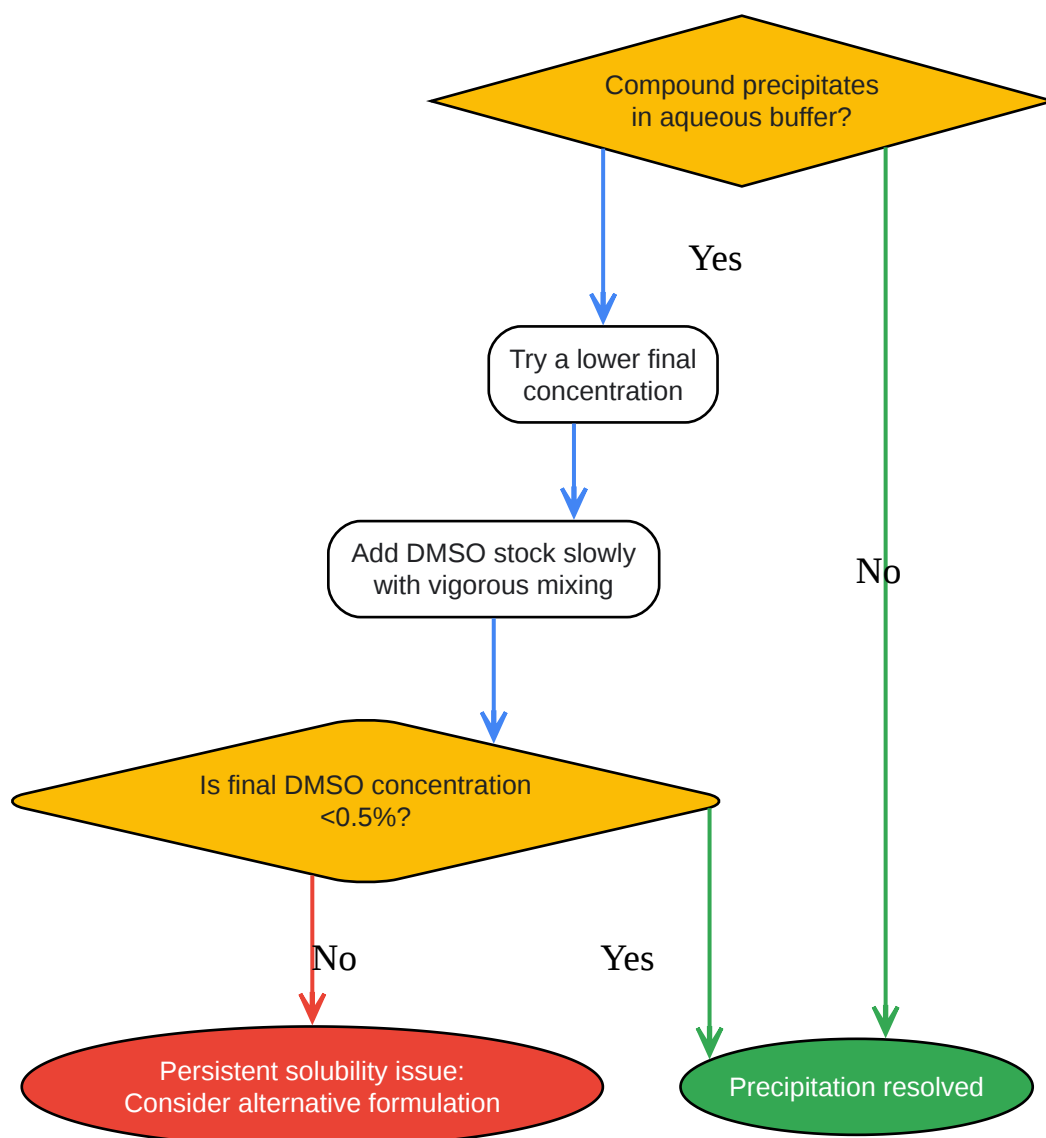 Compound precipitates
in aqueous buffer?
Yes
Try a lower final
concentration
Add DMSO stock slowly
with vigorous mixing
No
Is final DMSO concentration
<0.5%?
No
Yes
Persistent solubility issue:
Consider alternative formulation
Precipitation resolved